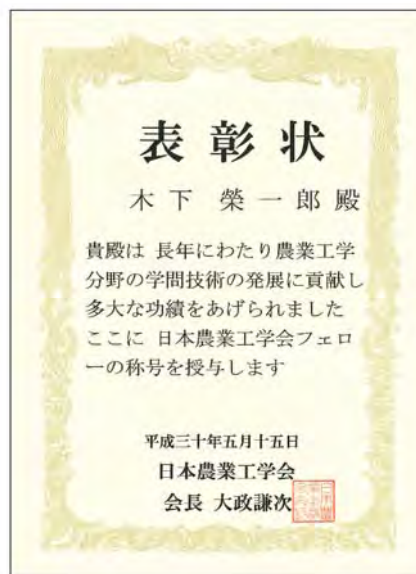 表彰状
木下 榮一郎殿
貴殿は 長年にわたり農業工学
分野の学問技術の発展に貢献し
多大な功績をあげられました
ここに 日本農業工学会フェロ
ーの称号を授与します
平成三十年五月十五日
日本農業工学会
会長 大政謙次